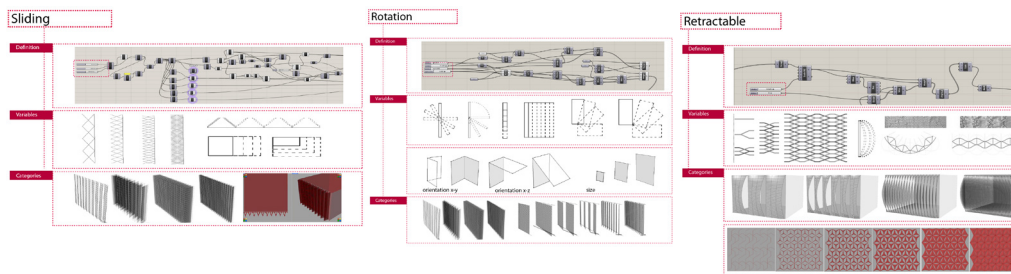 Sliding
Definition
Variables
Categories
Rotation
Definition
Variables
orientation x-y
orientation x-z
size
Categories
Retractable
Definition
Variables
Categories